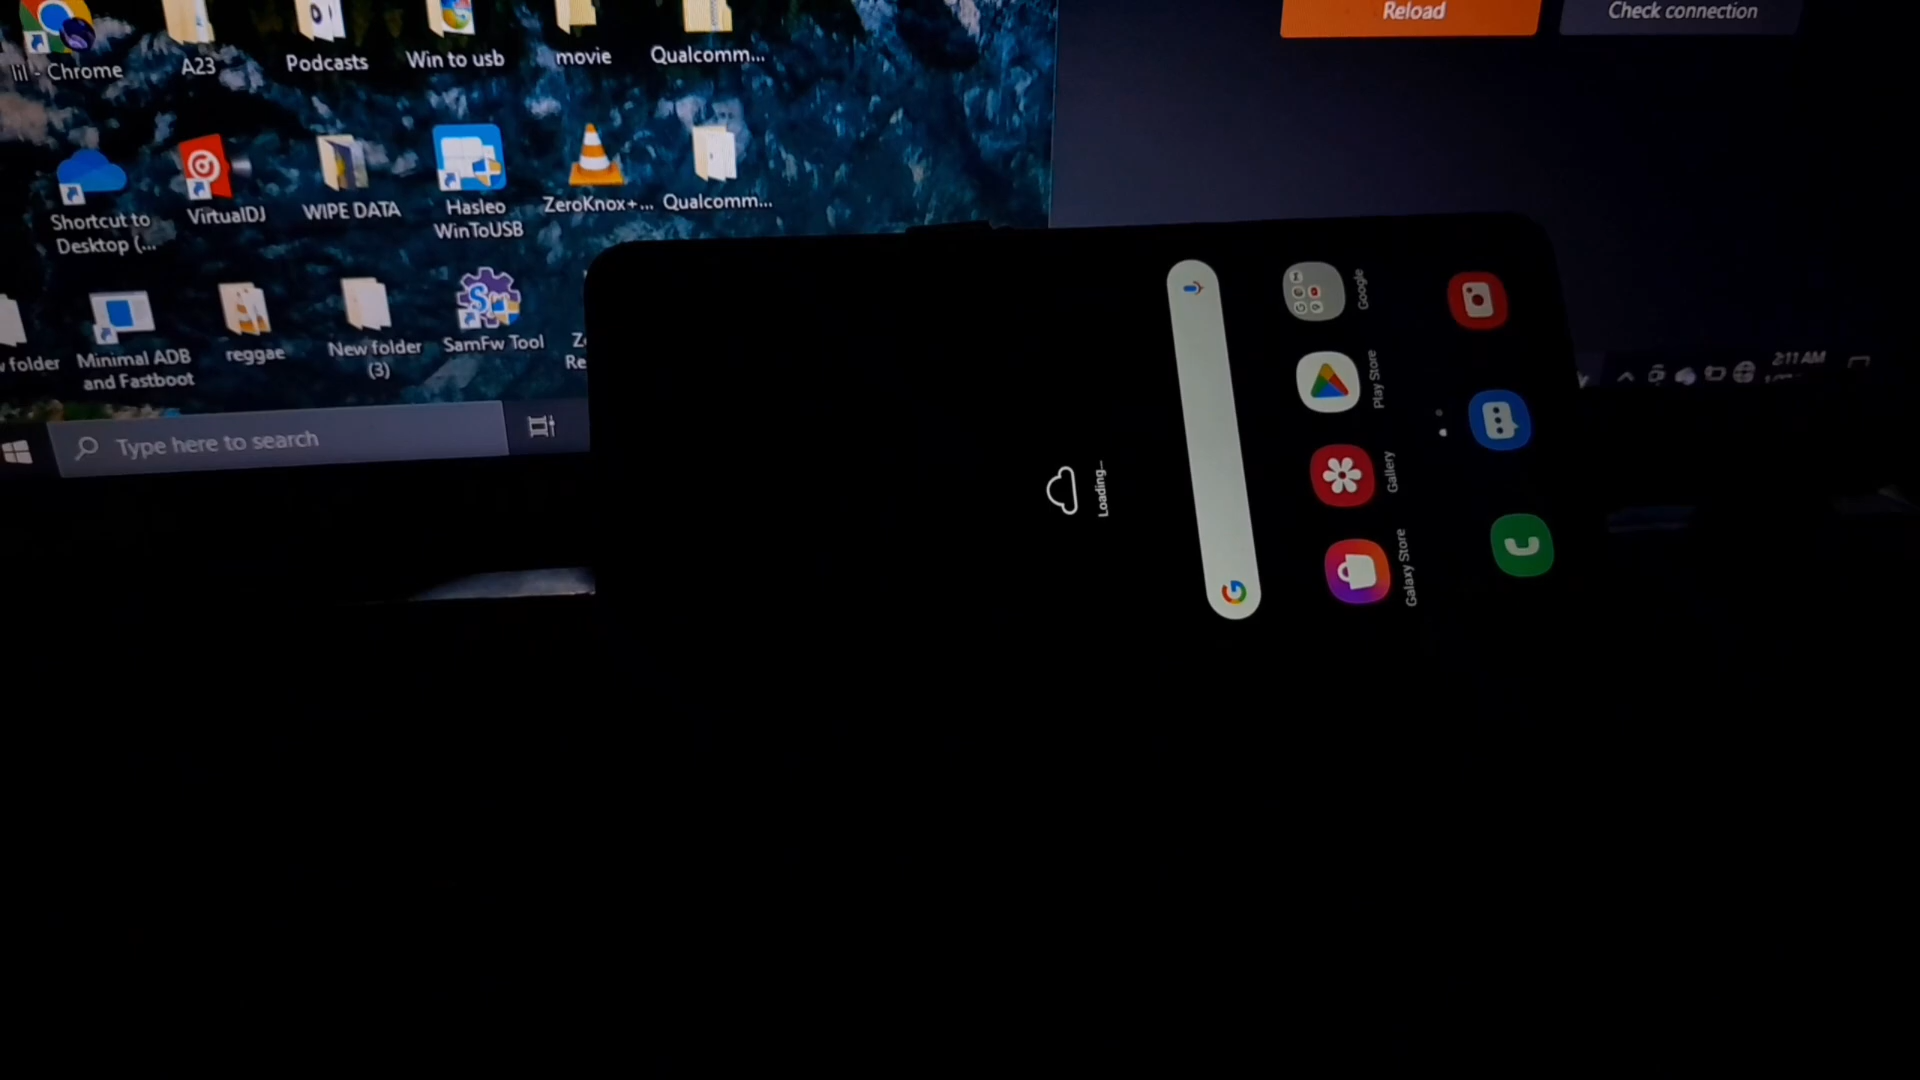 Reload
Check connection
lil - Chrome
A23
Podcasts
Win to usb
movie
Qualcomm...
Shortcut to
Desktop (...
VirtualDJ
WIPE DATA
Hasleo
WinToUSB
ZeroKnox+...
Qualcomm...
folder
Minimal ADB
and Fastboot
reggae
New folder
(3)
SamFw Tool
Type here to search
2:11 AM
Loading
Google
Play Store
Gallery
Galaxy Store